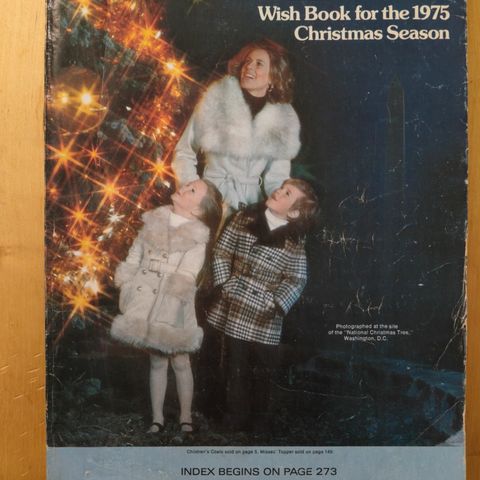 Wish Book for the 1975
Christmas Season
Photographed at the site
of the "National Christmas Tree,"
Washington, D.C.
Children's Coats sold on page 5. Misses' Topper sold on page 149.
INDEX BEGINS ON PAGE 273